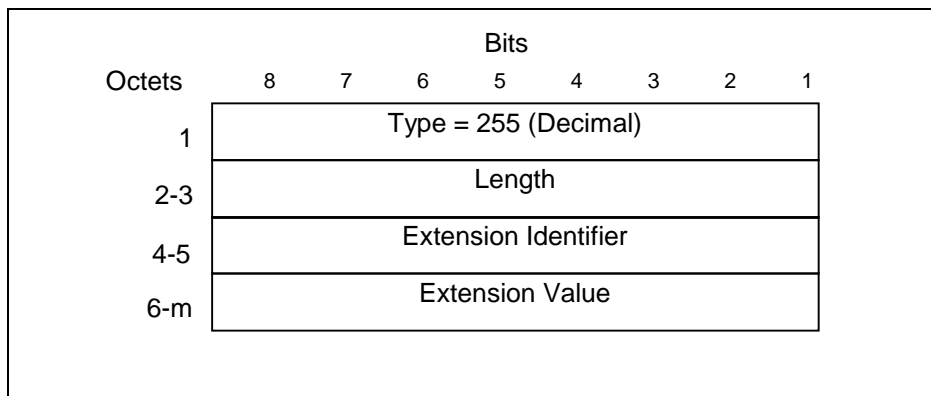 Bits
Octets 8 7 6 5 4 3 2 1
1 Type = 255 (Decimal)
2-3 Length
4-5 Extension Identifier
6-m Extension Value